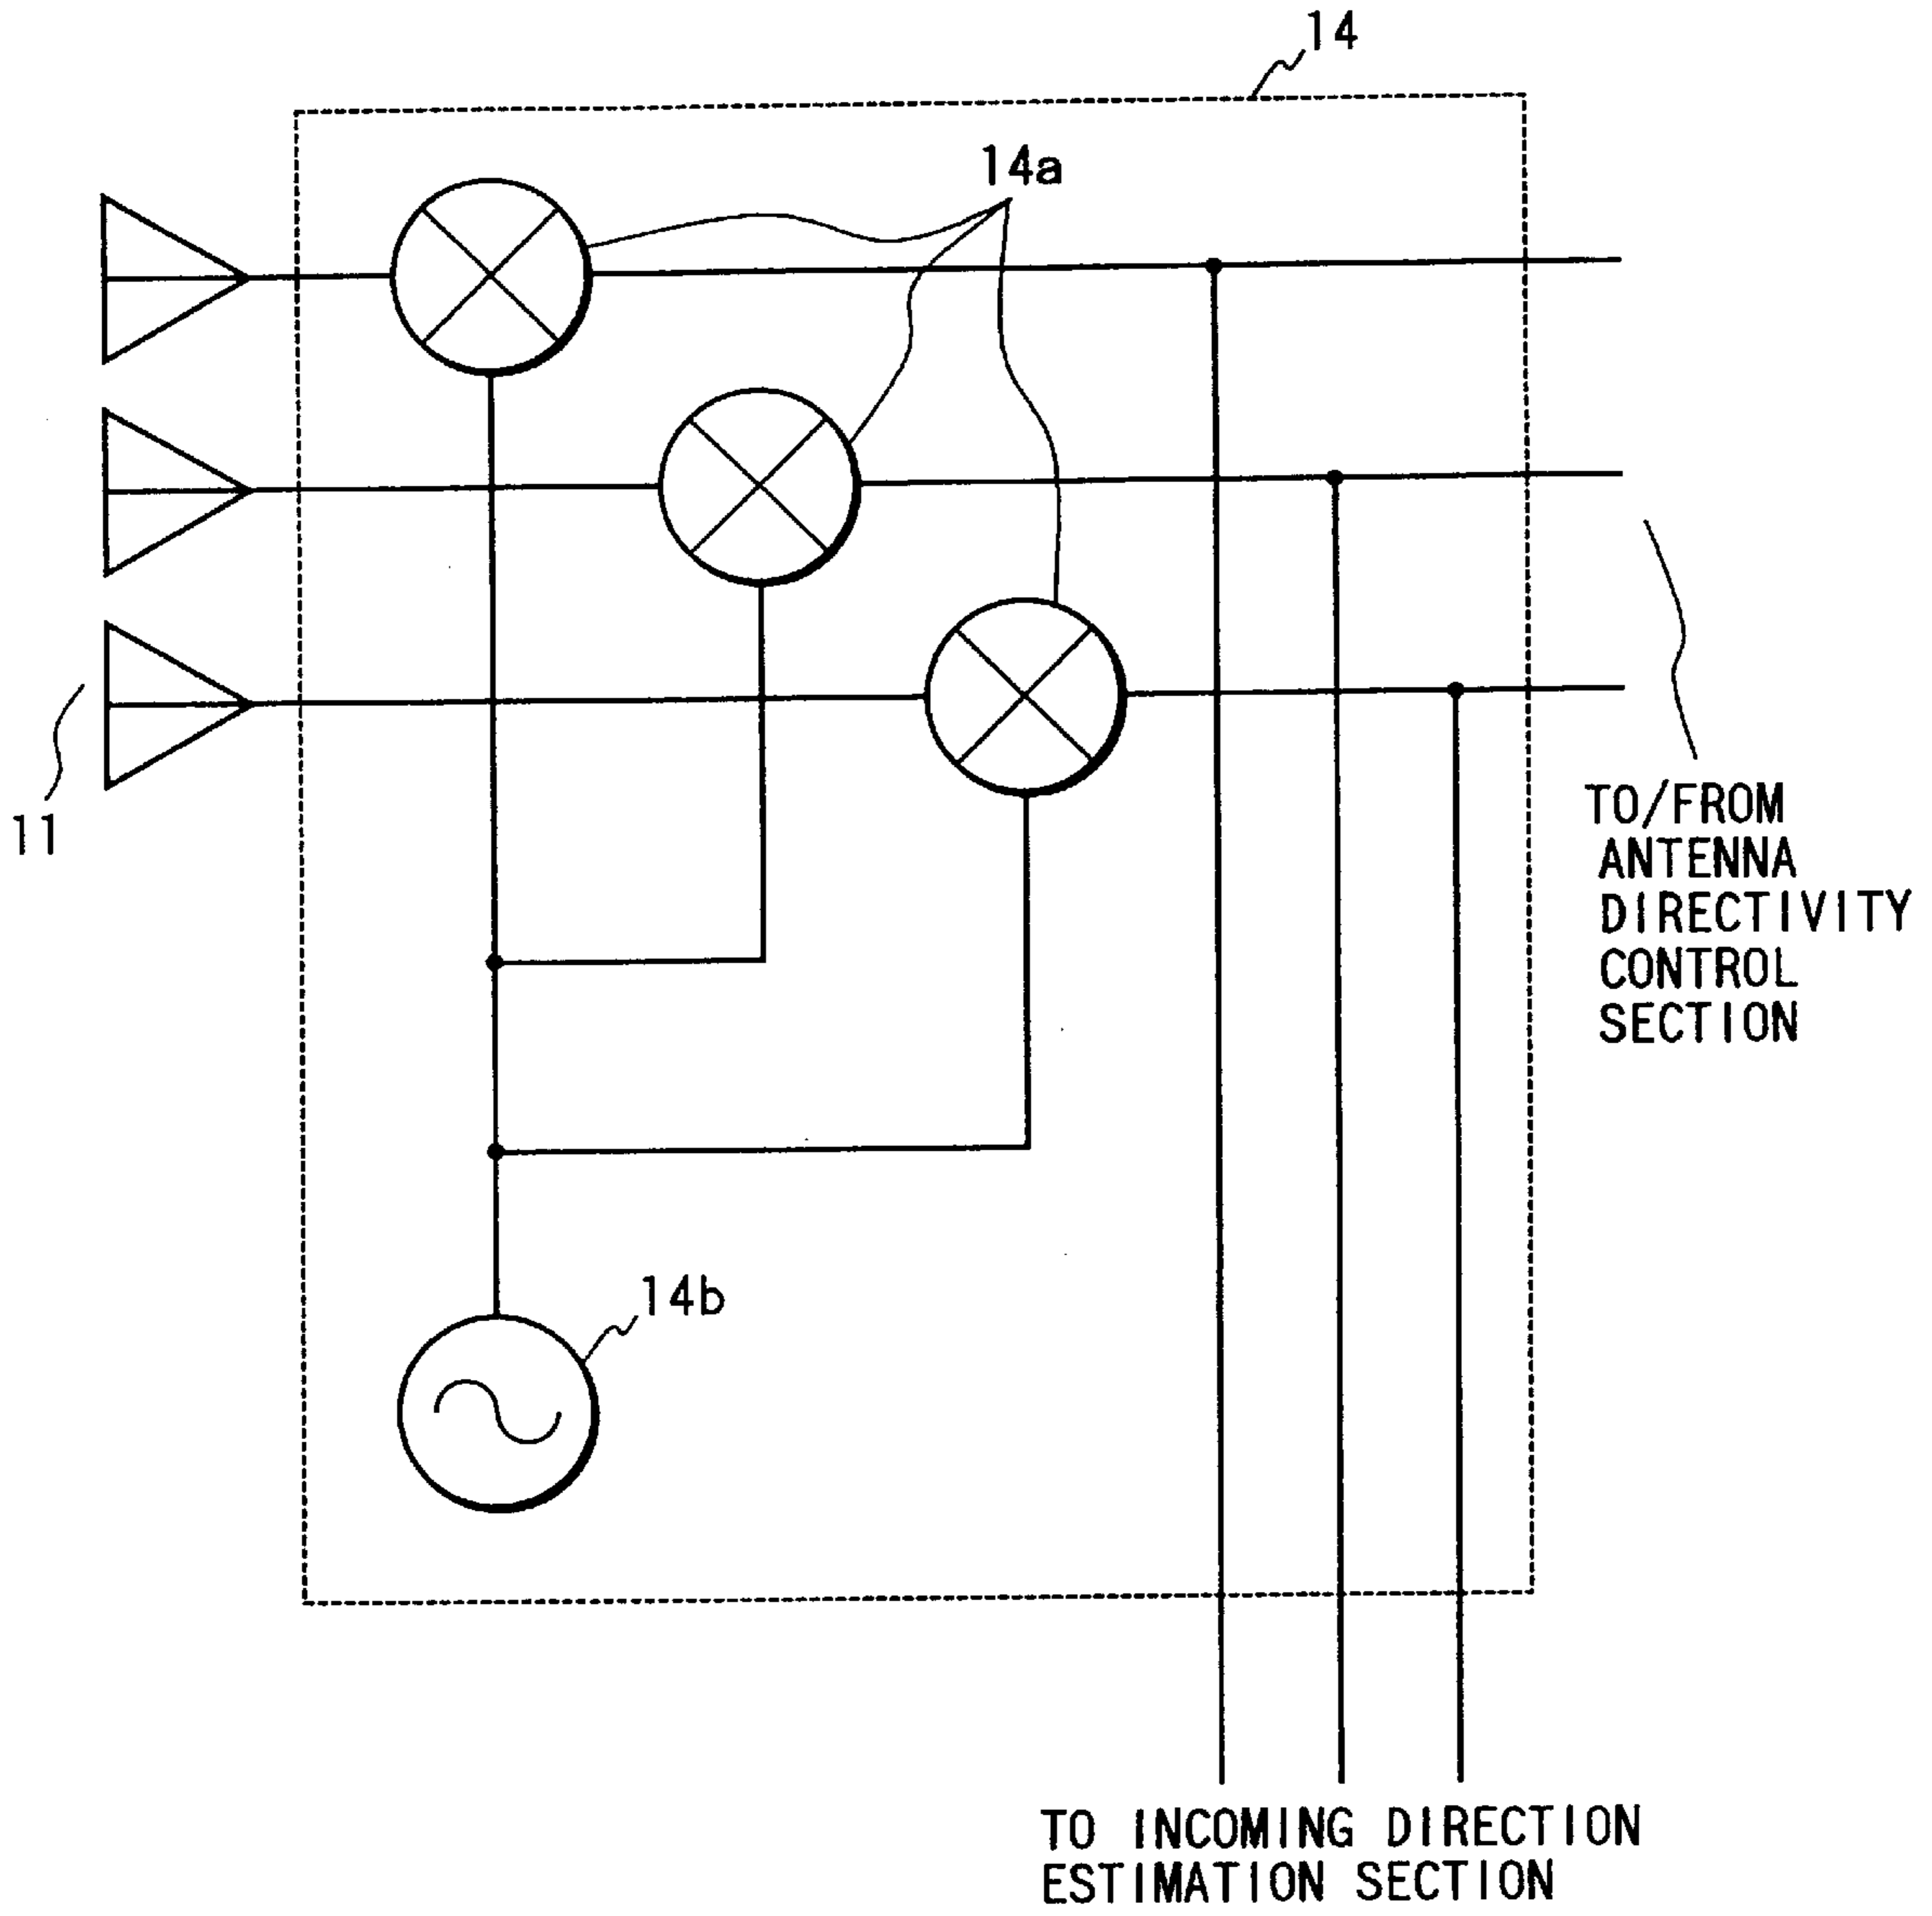 14
14a
11
TO/FROM
ANTENNA
DIRECTIVITY
CONTROL
SECTION
14b
TO INCOMING DIRECTION
ESTIMATION SECTION